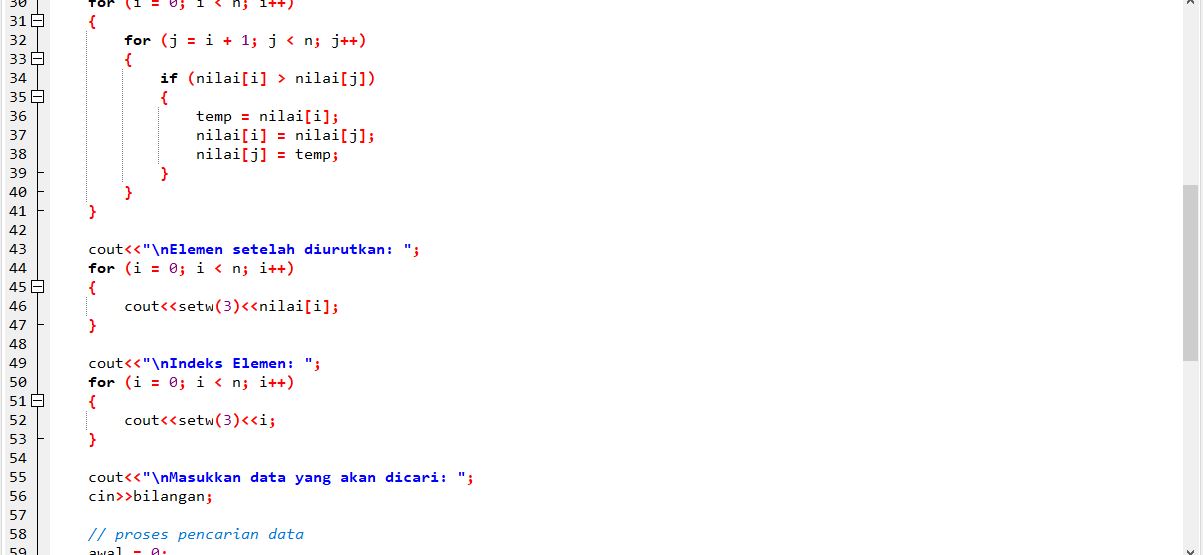 30 for (i = 0; i < n; i++)
31 {
32 for (j = i + 1; j < n; j++)
33 {
34 if (nilai[i] > nilai[j])
35 {
36 temp = nilai[i];
37 nilai[i] = nilai[j];
38 nilai[j] = temp;
39 }
40 }
41 }
42
43 cout<<"\nElemen setelah diurutkan: ";
44 for (i = 0; i < n; i++)
45 {
46 cout<<setw(3)<<nilai[i];
47 }
48
49 cout<<"\nIndeks Elemen: ";
50 for (i = 0; i < n; i++)
51 {
52 cout<<setw(3)<<i;
53 }
54
55 cout<<"\nMasukkan data yang akan dicari: ";
56 cin>>bilangan;
57
58 // proses pencarian data
59 awal = 0;